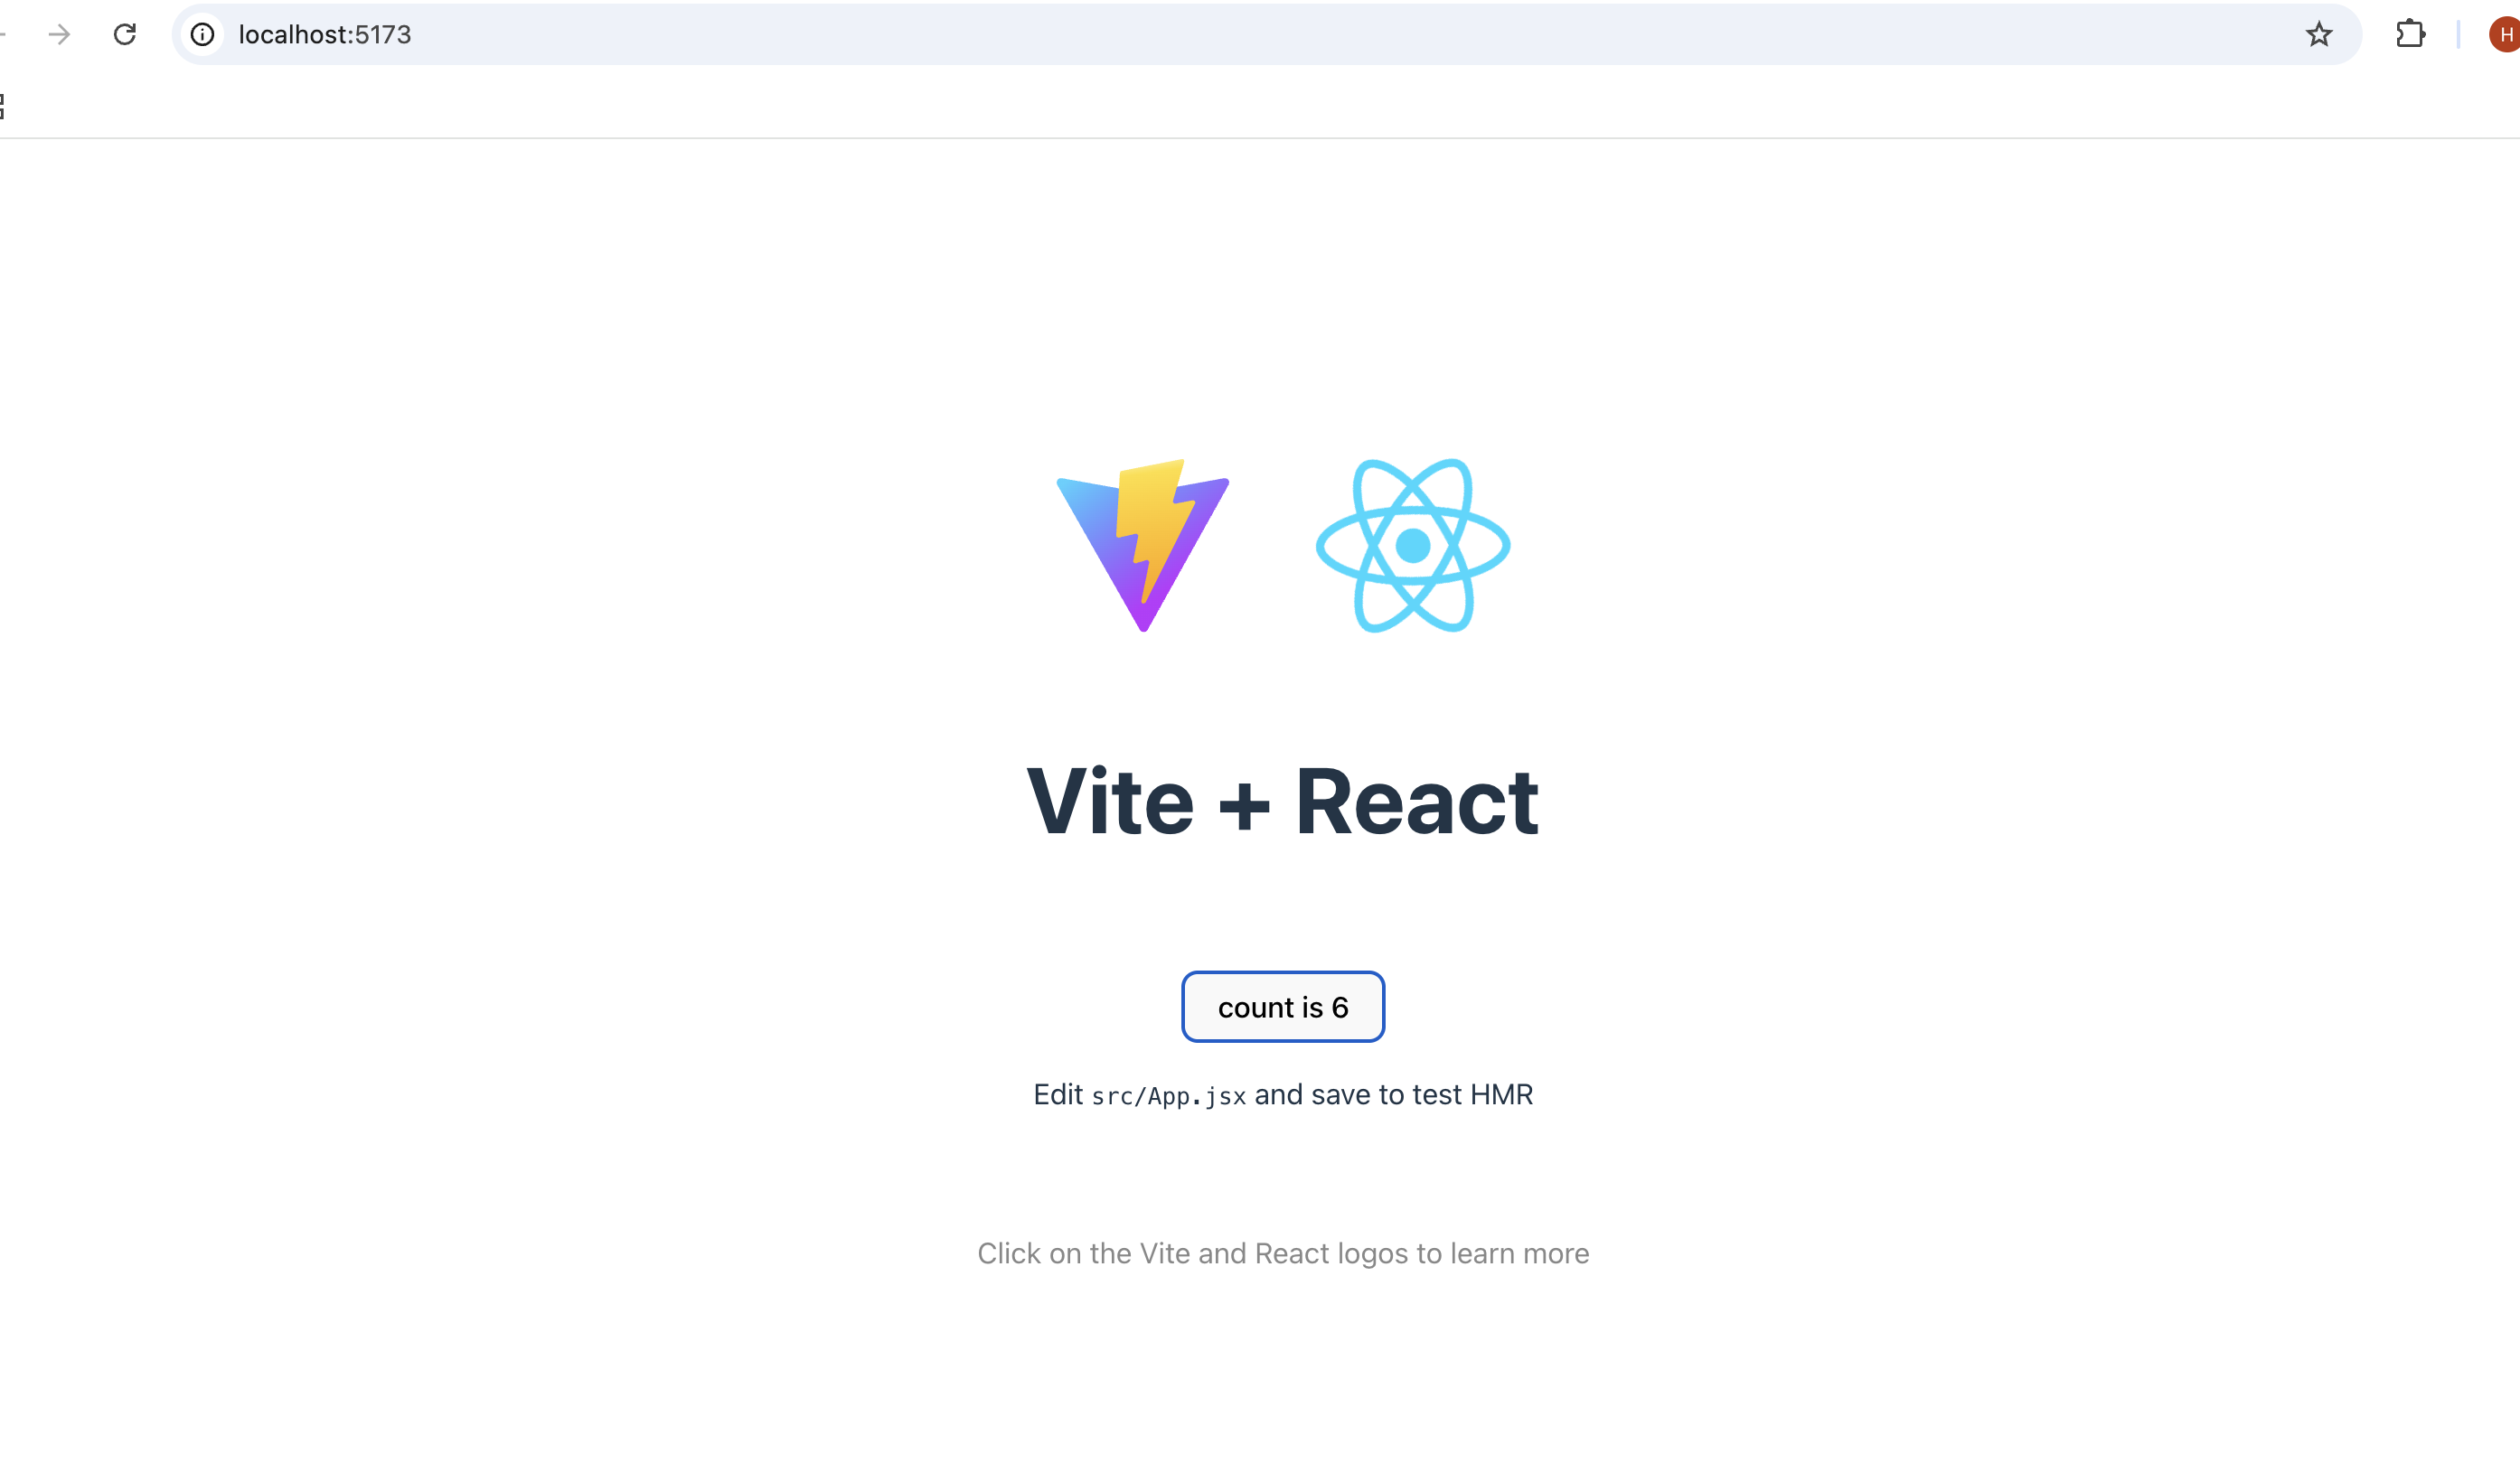 localhost:5173
H
Vite + React
count is 6
Edit src/App.jsx and save to test HMR
Click on the Vite and React logos to learn more